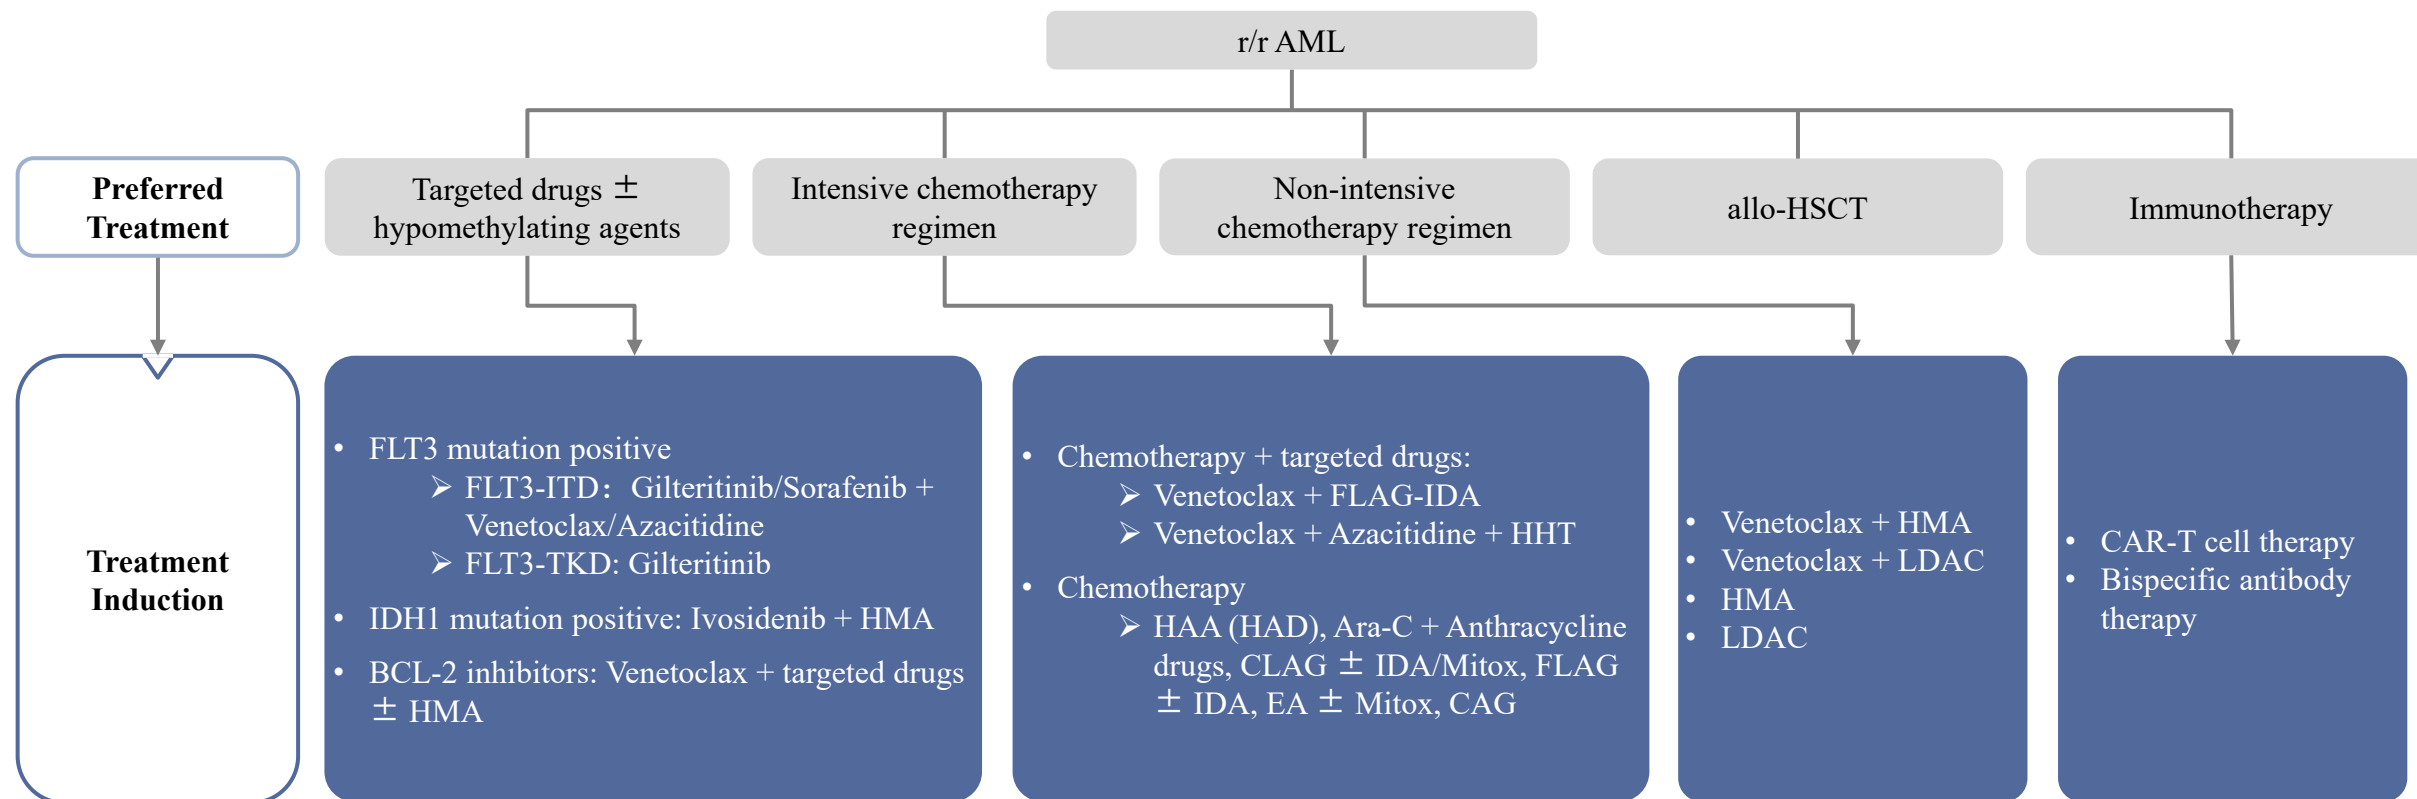 r/r AML
Preferred
Treatment
Targeted drugs ±
hypomethylating agents
Intensive chemotherapy
regimen
Non-intensive
chemotherapy regimen
allo-HSCT
Immunotherapy
Treatment
Induction
• FLT3 mutation positive
➢ FLT3-ITD：Gilteritinib/Sorafenib +
Venetoclax/Azacitidine
➢ FLT3-TKD: Gilteritinib
• IDH1 mutation positive: Ivosidenib + HMA
• BCL-2 inhibitors: Venetoclax + targeted drugs
± HMA
• Chemotherapy + targeted drugs:
➢ Venetoclax + FLAG-IDA
➢ Venetoclax + Azacitidine + HHT
• Chemotherapy
➢ HAA (HAD), Ara-C + Anthracycline
drugs, CLAG ± IDA/Mitox, FLAG
± IDA, EA ± Mitox, CAG
• Venetoclax + HMA
• Venetoclax + LDAC
• HMA
• LDAC
• CAR-T cell therapy
• Bispecific antibody
therapy